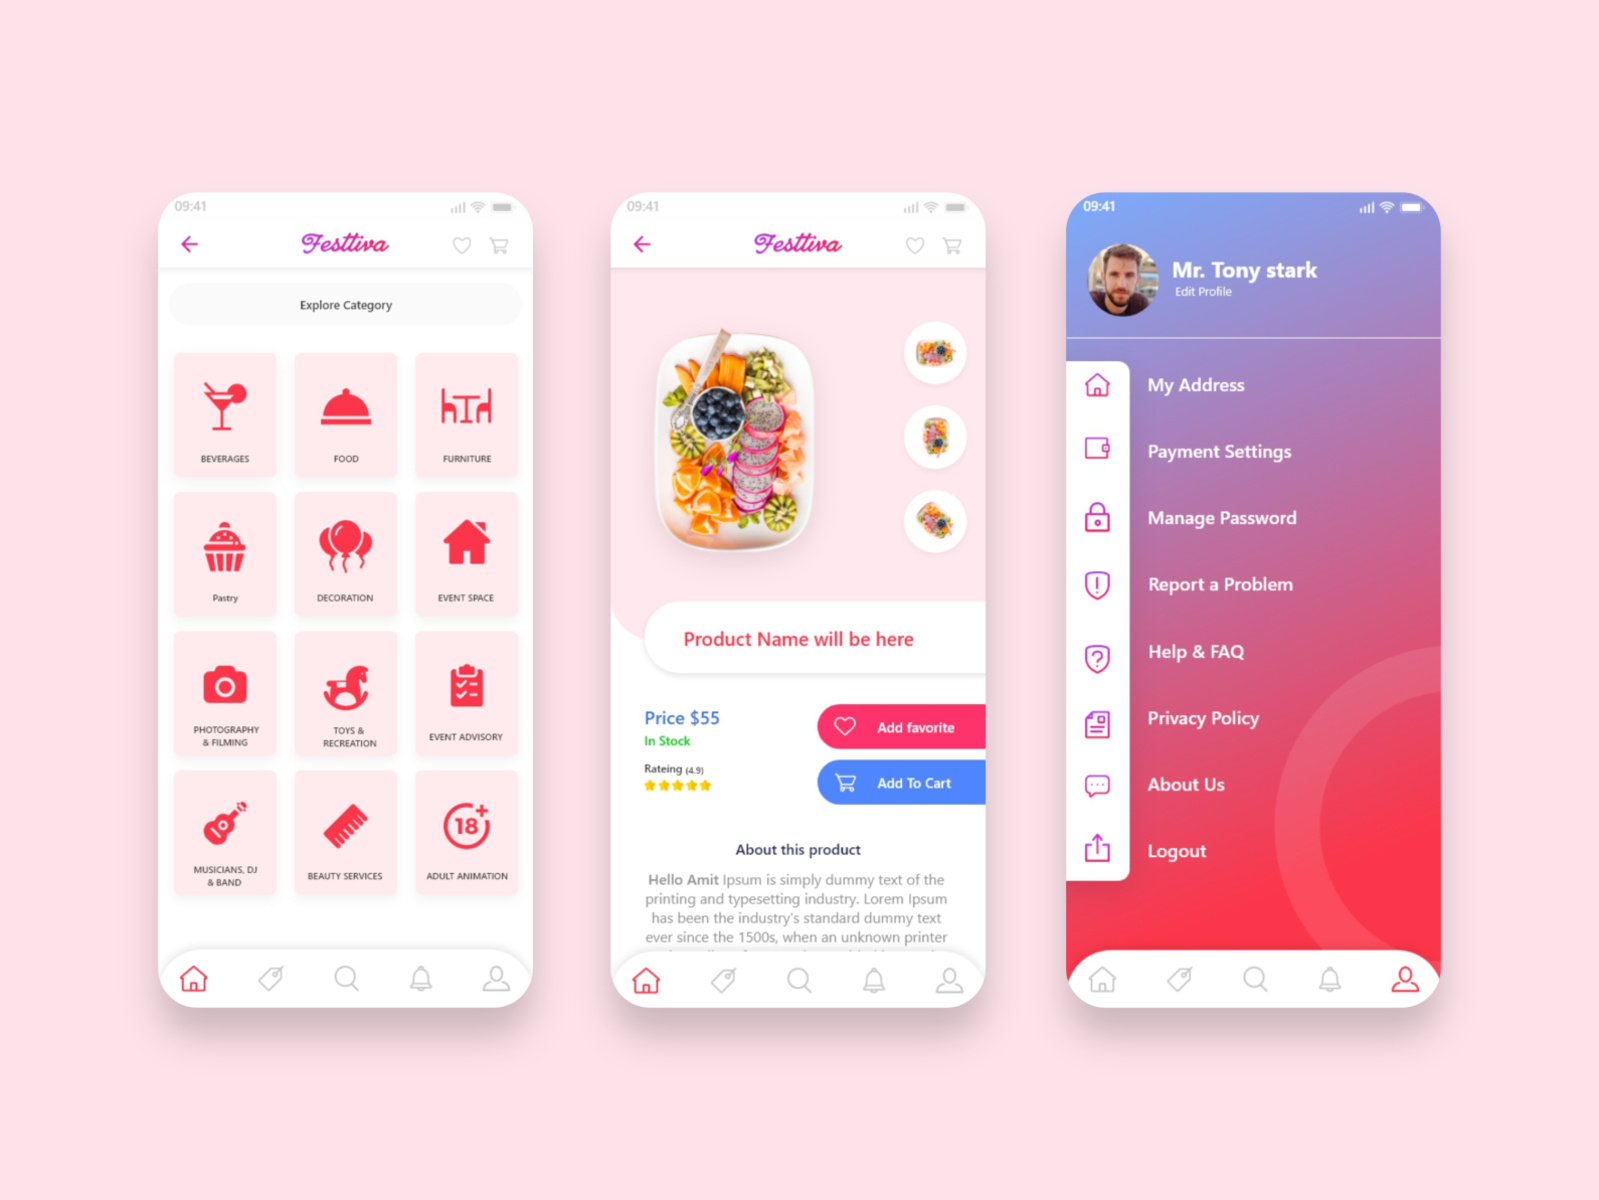 09:41
Festtiva
Explore Category
BEVERAGES
FOOD
FURNITURE
Pastry
DECORATION
EVENT SPACE
PHOTOGRAPHY
& FILMING
TOYS &
RECREATION
EVENT ADVISORY
MUSICIANS, DJ
& BAND
BEAUTY SERVICES
18+
ADULT ANIMATION
09:41
Festtiva
Product Name will be here
Price $55
In Stock
Rateing (4.9)
Add favorite
Add To Cart
About this product
Hello Amit Ipsum is simply dummy text of the
printing and typesetting industry. Lorem Ipsum
has been the industry's standard dummy text
ever since the 1500s, when an unknown printer
09:41
Mr. Tony stark
Edit Profile
My Address
Payment Settings
Manage Password
Report a Problem
Help & FAQ
Privacy Policy
About Us
Logout